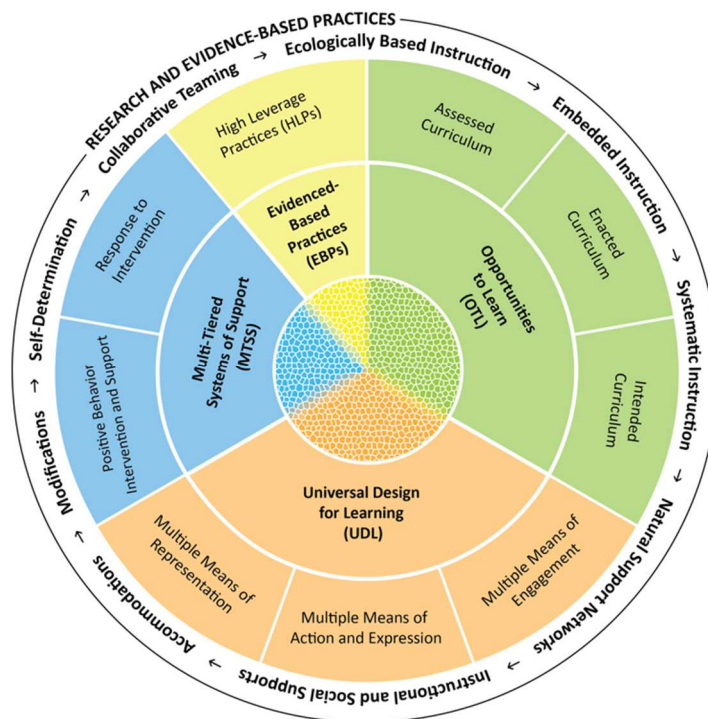 RESEARCH AND EVIDENCE-BASED PRACTICES
Collaborative Teaming → Ecologically Based Instruction → Embedded Instruction → Systematic Instruction → Natural Support Networks → Instructional and Social Supports → Accommodations → Modifications → Self-Determination →
High Leverage
Practices (HLPs)
Evidenced-
Based
Practices
(EBPs)
Assessed
Curriculum
Enacted
Curriculum
Intended
Curriculum
Opportunities
to Learn
(OTL)
Multiple Means of
Engagement
Multiple Means of
Action and Expression
Multiple Means of
Representation
Universal Design
for Learning
(UDL)
Positive Behavior
Intervention and Support
Response to
Intervention
Multi-Tiered
Systems of Support
(MTSS)